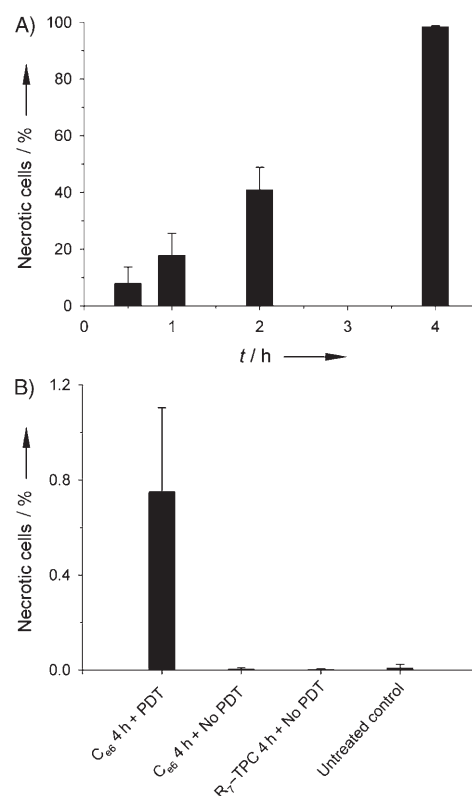 A)
Necrotic cells / % →
100
80
60
40
20
0
0 1 2 3 4
t / h →
B)
Necrotic cells / % →
1.2
0.8
0.4
0.0
Ce6 4 h + PDT
Ce6 4 h + No PDT
R7–TPC 4 h + No PDT
Untreated control